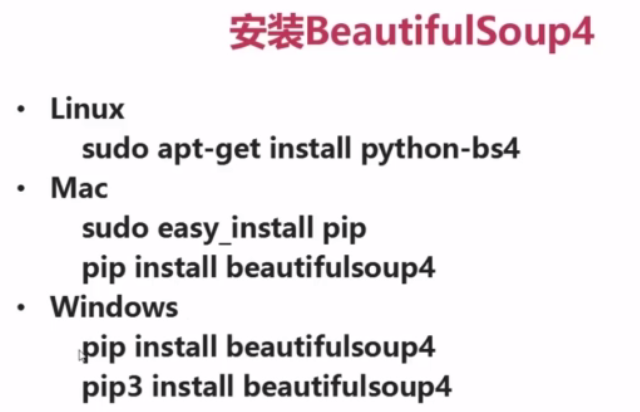 安装BeautifulSoup4
• Linux
sudo apt-get install python-bs4
• Mac
sudo easy_install pip
pip install beautifulsoup4
• Windows
pip install beautifulsoup4
pip3 install beautifulsoup4